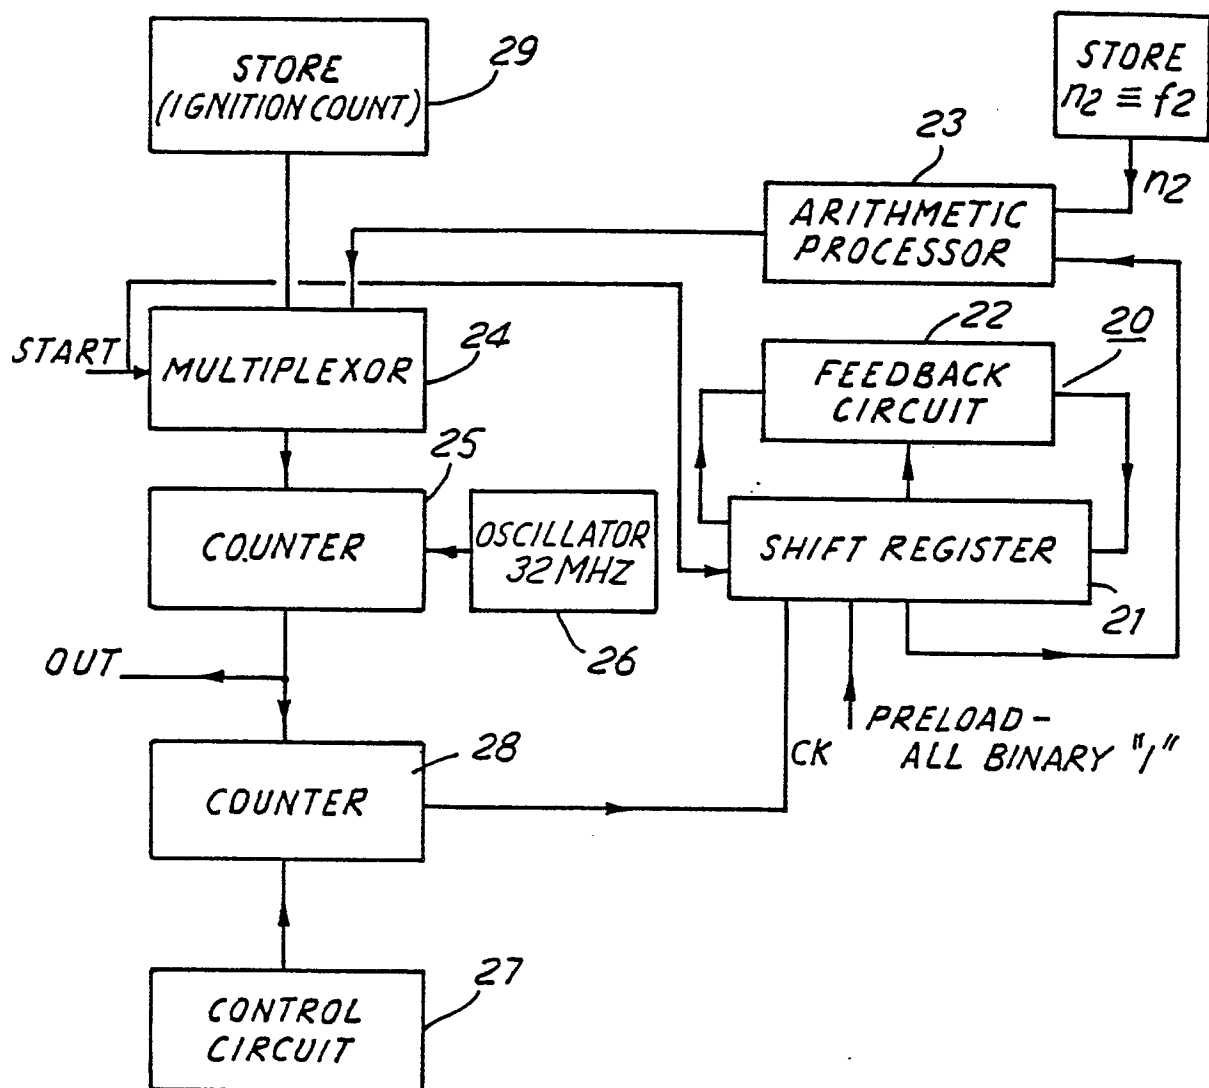 STORE
(IGNITION COUNT)
29
STORE
n2 ≡ f2
n2
23
ARITHMETIC
PROCESSOR
START
MULTIPLEXOR
24
22
20
FEEDBACK
CIRCUIT
25
COUNTER
OSCILLATOR
32 MHZ
26
SHIFT REGISTER
21
OUT
CK
PRELOAD -
ALL BINARY "1"
28
COUNTER
27
CONTROL
CIRCUIT